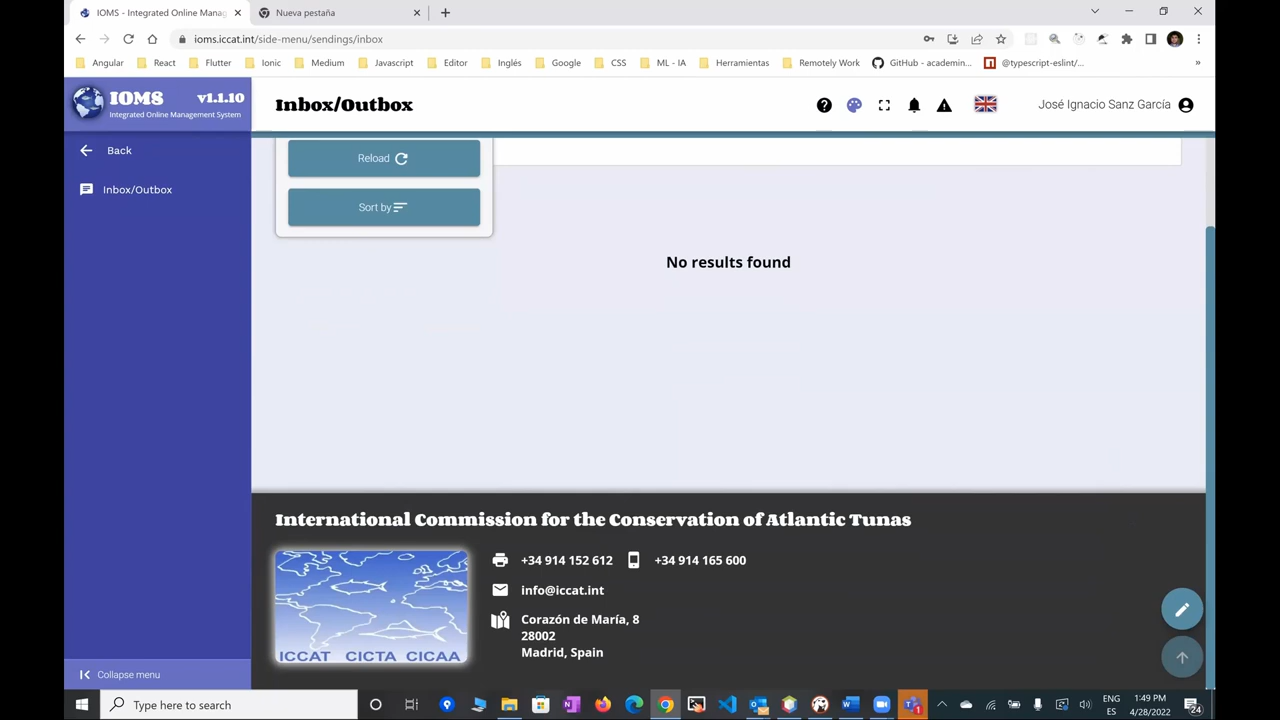 IOMS - Integrated Online Manag
Nueva pestaña
ioms.iccat.int/side-menu/sendings/inbox
Angular
React
Flutter
Ionic
Medium
Javascript
Editor
Inglés
Google
CSS
ML - IA
Herramientas
Remotely Work
GitHub - academin...
@typescript-eslint/...
»
IOMS v1.1.10
Integrated Online Management System
Inbox/Outbox
José Ignacio Sanz García
Back
Inbox/Outbox
Reload
Sort by
No results found
International Commission for the Conservation of Atlantic Tunas
+34 914 152 612
+34 914 165 600
info@iccat.int
Corazón de María, 8
28002
Madrid, Spain
ICCAT CICTA CICAA
Collapse menu
Type here to search
1
ENG
ES
1:49 PM
4/28/2022
24